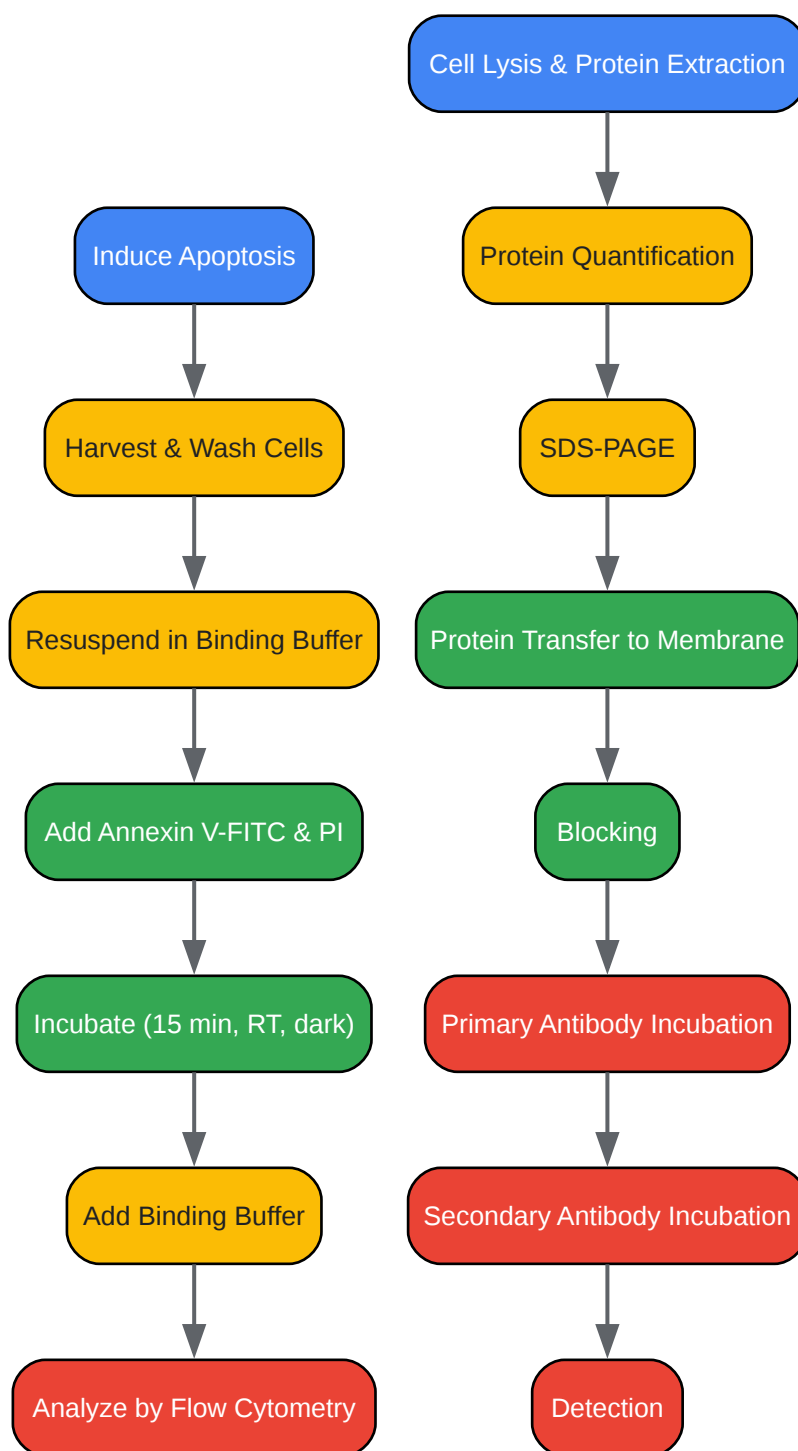 Induce Apoptosis
Harvest & Wash Cells
Resuspend in Binding Buffer
Add Annexin V-FITC & PI
Incubate (15 min, RT, dark)
Add Binding Buffer
Analyze by Flow Cytometry
Cell Lysis & Protein Extraction
Protein Quantification
SDS-PAGE
Protein Transfer to Membrane
Blocking
Primary Antibody Incubation
Secondary Antibody Incubation
Detection